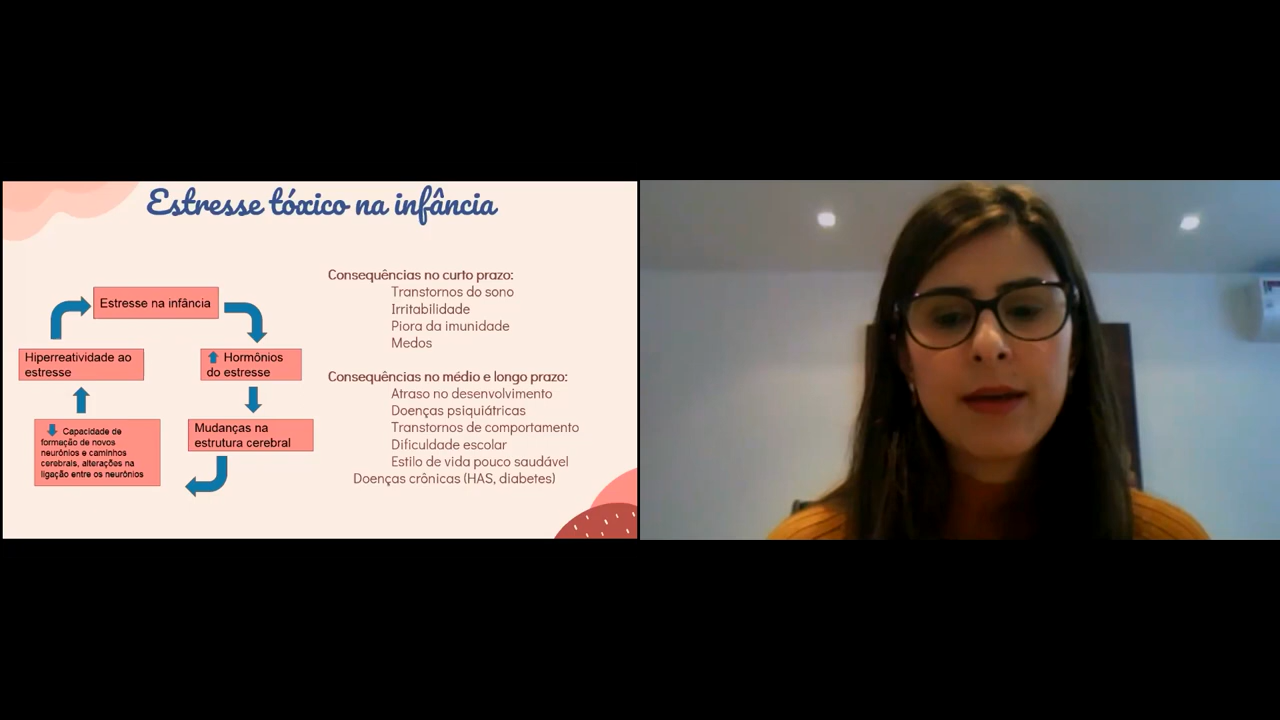 Estresse tóxico na infância
Estresse na infância
Hormônios
do estresse
Mudanças na
estrutura cerebral
Capacidade de
formação de novos
neurônios e caminhos
cerebrais, alterações na
ligação entre os neurônios
Hiperreatividade ao
estresse
Consequências no curto prazo:
Transtornos do sono
Irritabilidade
Piora da imunidade
Medos
Consequências no médio e longo prazo:
Atraso no desenvolvimento
Doenças psiquiátricas
Transtornos de comportamento
Dificuldade escolar
Estilo de vida pouco saudável
Doenças crônicas (HAS, diabetes)